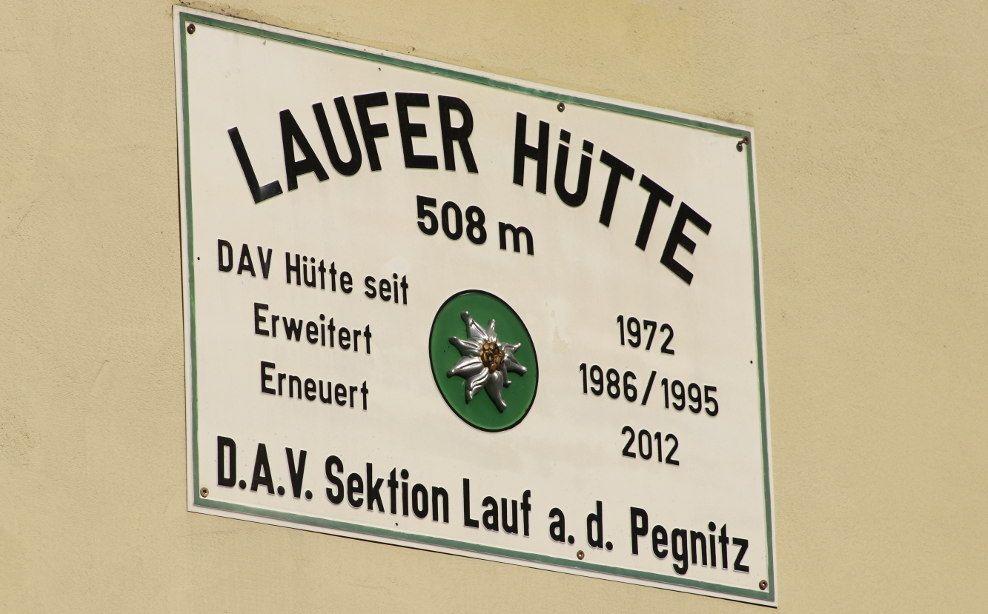 LAUFER HÜTTE
508 m
DAV Hütte seit 1972
Erweitert 1986/1995
Erneuert 2012
D.A.V. Sektion Lauf a. d. Pegnitz